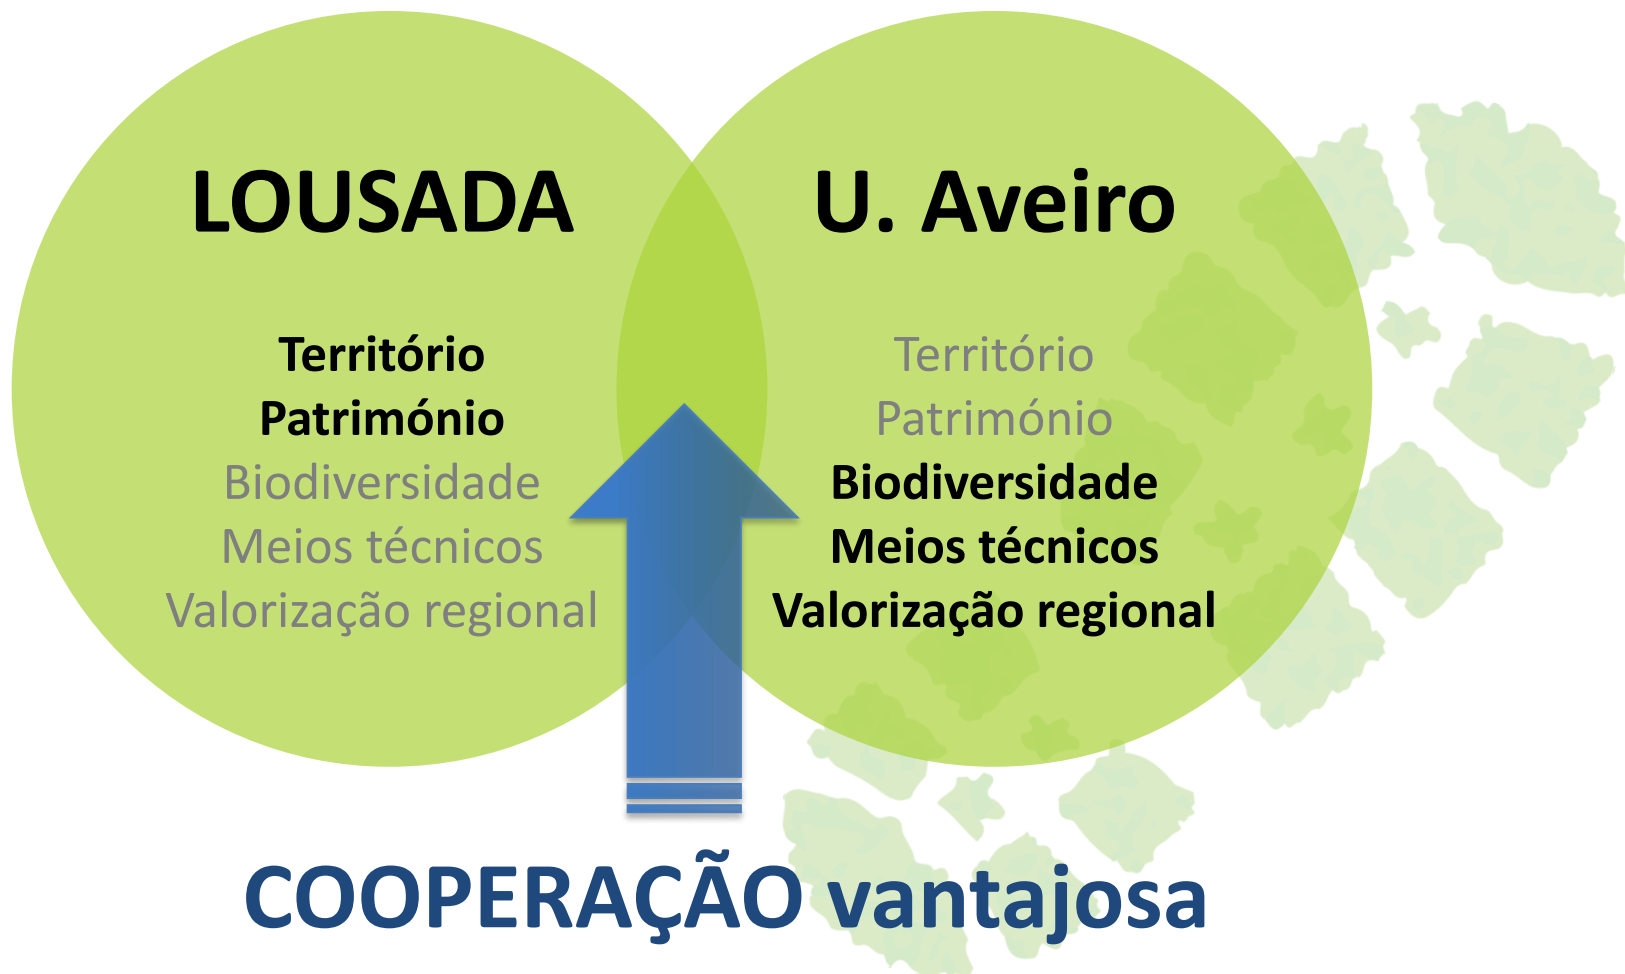 LOUSADA
Território
Património
Biodiversidade
Meios técnicos
Valorização regional
U. Aveiro
Território
Património
Biodiversidade
Meios técnicos
Valorização regional
COOPERAÇÃO vantajosa